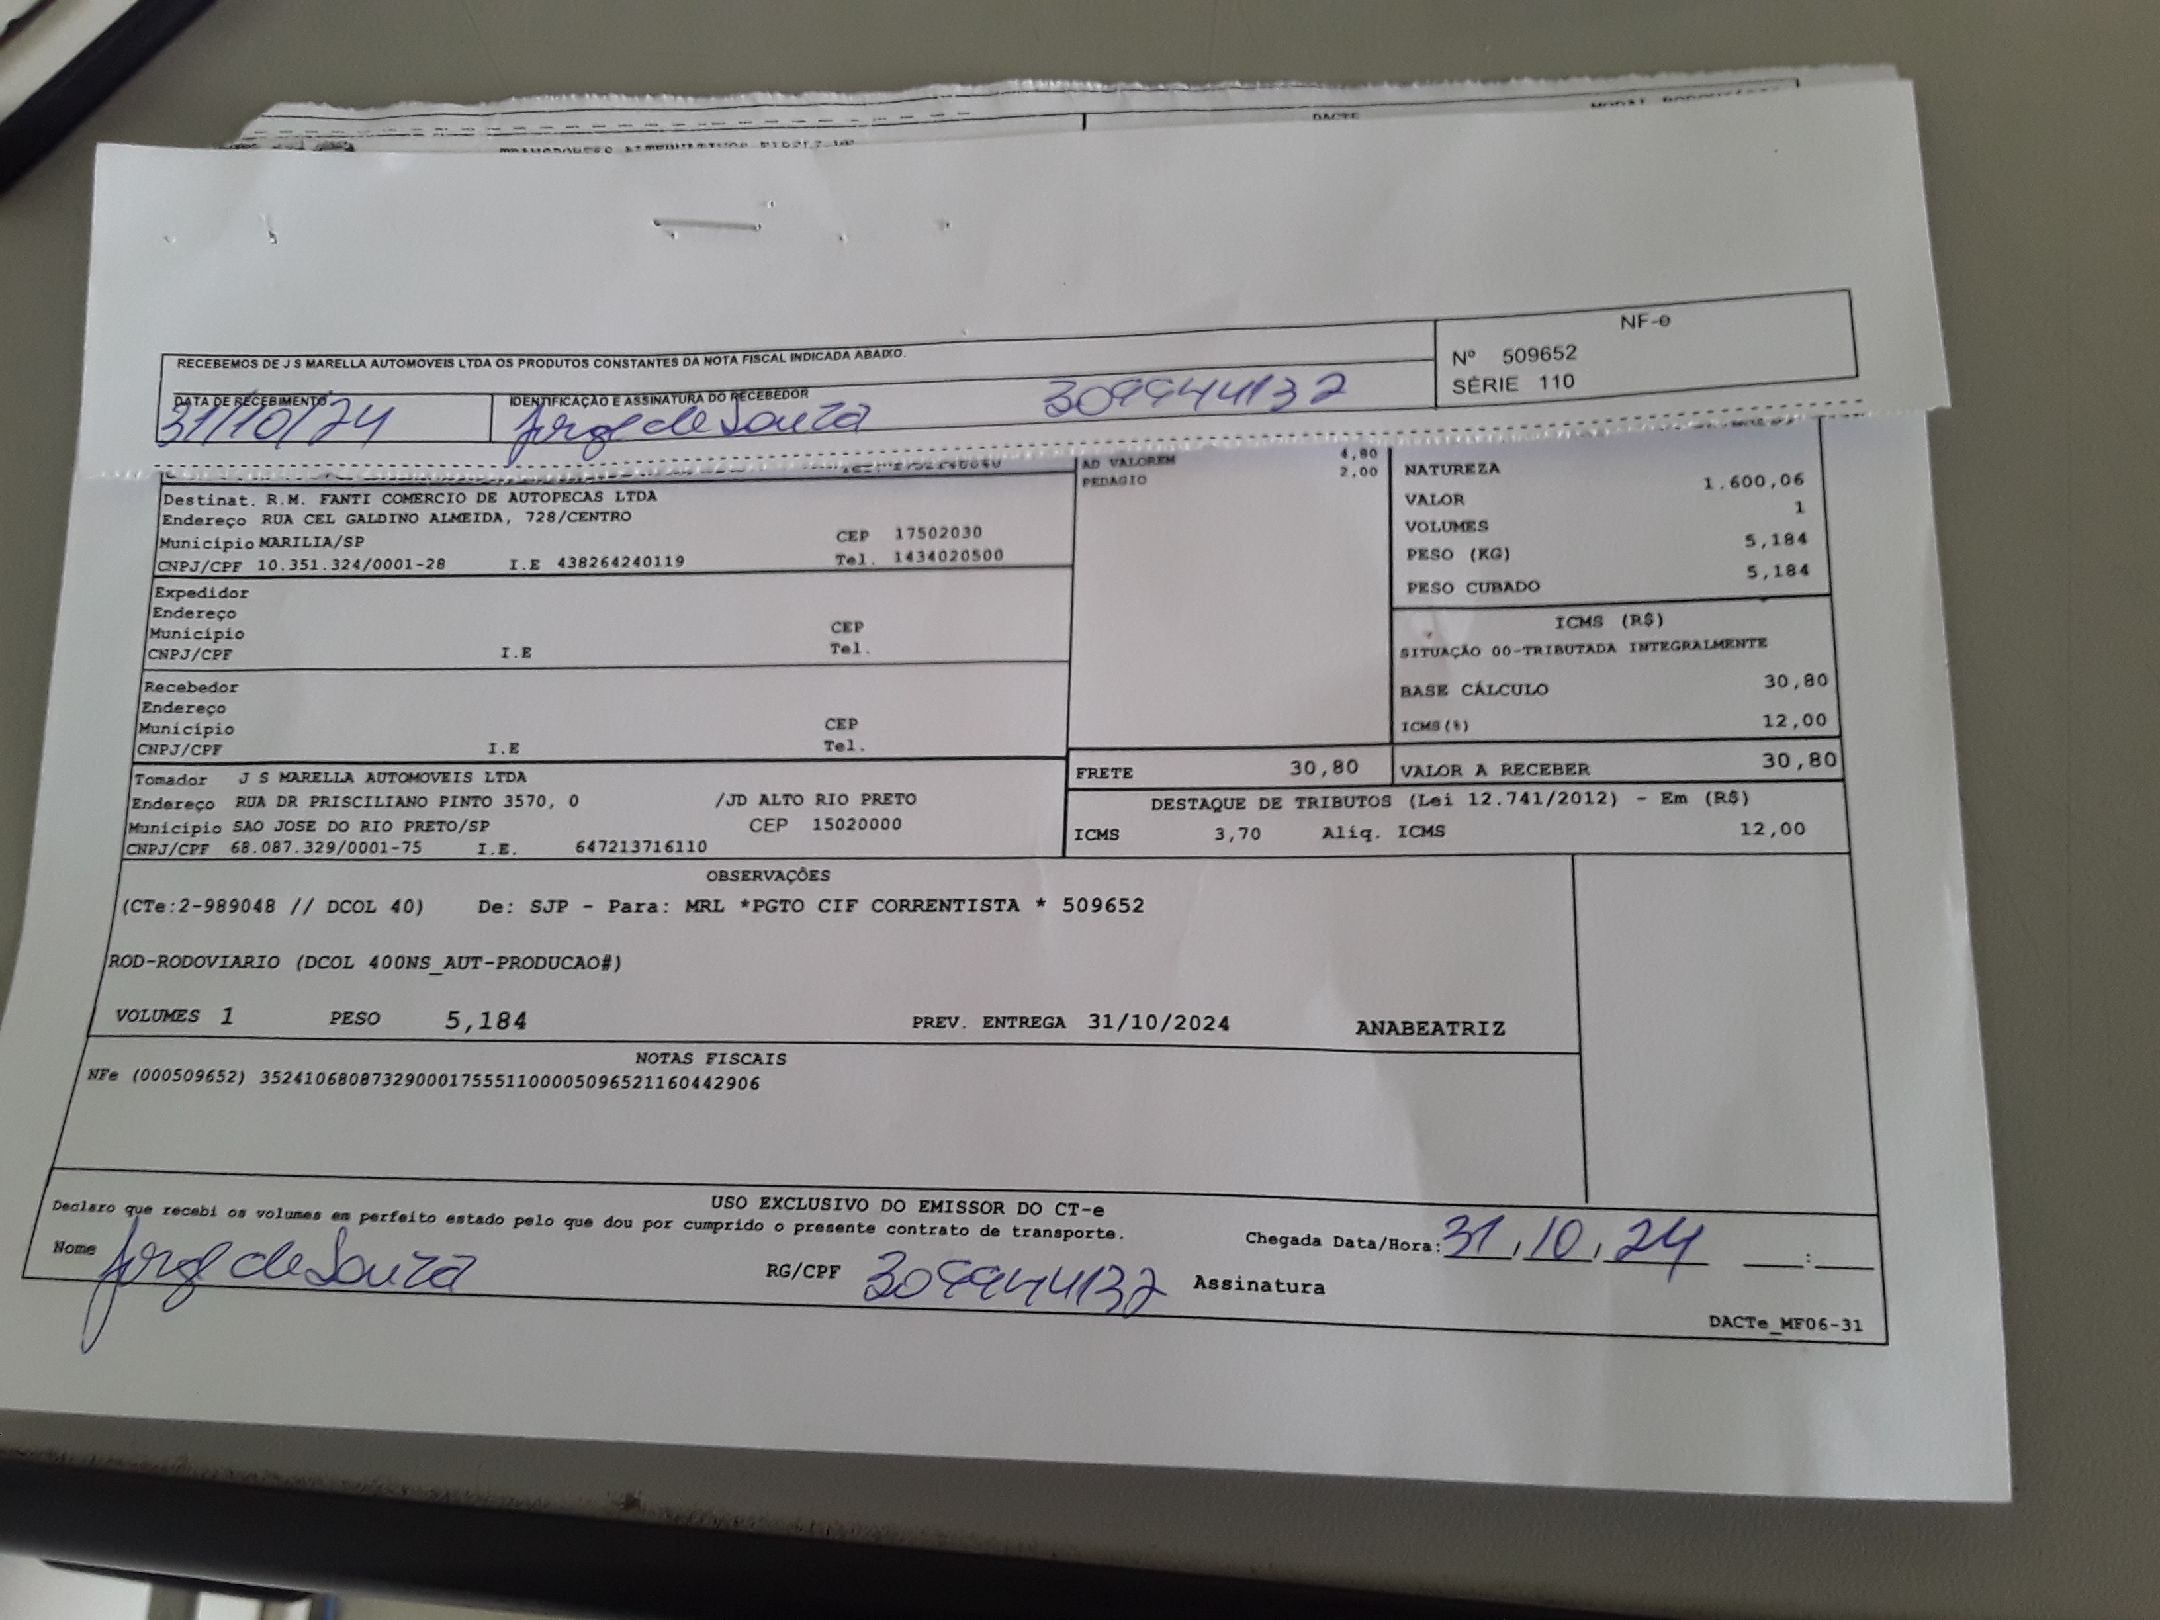 DACTE
RECEBEMOS DE J S MARELLA AUTOMOVEIS LTDA OS PRODUTOS CONSTANTES DA NOTA FISCAL INDICADA ABAIXO.
NF-e
Nº 509652
SÉRIE 110
DATA DE RECEBIMENTO
31/10/24
IDENTIFICAÇÃO E ASSINATURA DO RECEBEDOR
Jorge de Souza 309944132
Destinat. R.M. FANTI COMERCIO DE AUTOPECAS LTDA
Endereço RUA CEL GALDINO ALMEIDA, 728/CENTRO
Município MARILIA/SP CEP 17502030
CNPJ/CPF 10.351.324/0001-28 I.E 438264240119 Tel. 1434020500
Expedidor
Endereço
Município CEP
CNPJ/CPF I.E Tel.
Recebedor
Endereço
Município CEP
CNPJ/CPF I.E Tel.
Tomador J S MARELLA AUTOMOVEIS LTDA
Endereço RUA DR PRISCILIANO PINTO 3570, 0 /JD ALTO RIO PRETO
Município SAO JOSE DO RIO PRETO/SP CEP 15020000
CNPJ/CPF 68.087.329/0001-75 I.E. 647213716110
AD VALOREM 4,80
PEDAGIO 2,00
FRETE 30,80
NATUREZA
VALOR 1.600,06
VOLUMES 1
PESO (KG) 5,184
PESO CUBADO 5,184
ICMS (R$)
SITUAÇÃO 00-TRIBUTADA INTEGRALMENTE
BASE CÁLCULO 30,80
ICMS(%) 12,00
VALOR A RECEBER 30,80
DESTAQUE DE TRIBUTOS (Lei 12.741/2012) - Em (R$)
ICMS 3,70 Aliq. ICMS 12,00
OBSERVAÇÕES
(CTe:2-989048 // DCOL 40) De: SJP - Para: MRL *PGTO CIF CORRENTISTA * 509652
ROD-RODOVIARIO (DCOL 400NS_AUT-PRODUCAO#)
VOLUMES 1 PESO 5,184 PREV. ENTREGA 31/10/2024 ANABEATRIZ
NOTAS FISCAIS
NFe (000509652) 35241068087329000175551100005096521160442906
USO EXCLUSIVO DO EMISSOR DO CT-e
Declaro que recebi os volumes em perfeito estado pelo que dou por cumprido o presente contrato de transporte.
Nome Jorge de Souza RG/CPF 309944132 Assinatura
Chegada Data/Hora: 31,10,24 :
DACTe_MF06-31